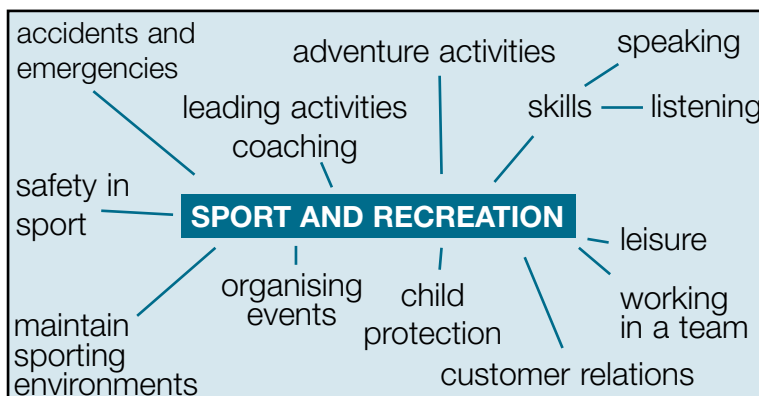 accidents and
emergencies
adventure activities
speaking
leading activities
coaching
skills
listening
safety in
sport
SPORT AND RECREATION
leisure
organising
events
child
protection
working
in a team
maintain
sporting
environments
customer relations